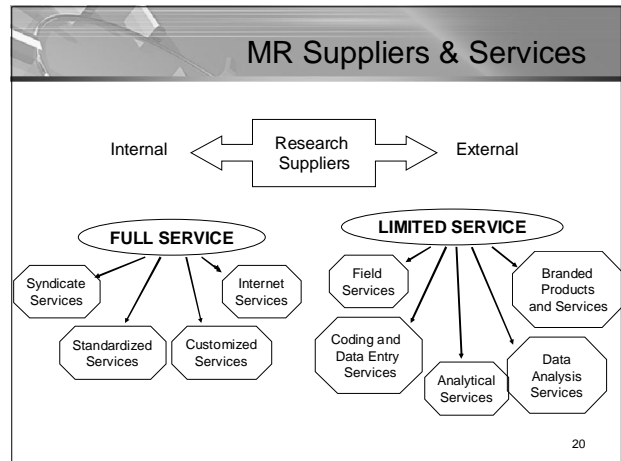 MR Suppliers & Services
Internal
Research
Suppliers
External
FULL SERVICE
Syndicate
Services
Standardized
Services
Customized
Services
Internet
Services
LIMITED SERVICE
Field
Services
Coding and
Data Entry
Services
Analytical
Services
Data
Analysis
Services
Branded
Products
and Services
20